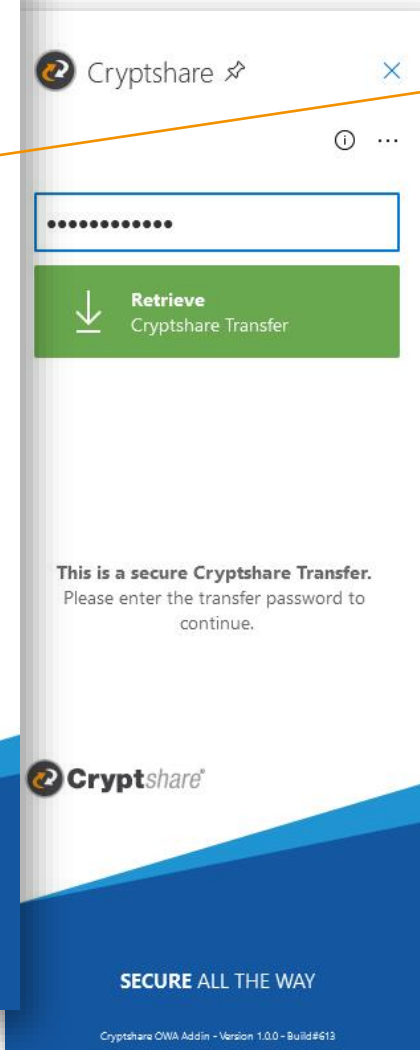 Cryptshare
••••••••••••
Retrieve
Cryptshare Transfer
This is a secure Cryptshare Transfer.
Please enter the transfer password to
continue.
Cryptshare®
SECURE ALL THE WAY
Cryptshare OWA Addin - Version 1.0.0 - Build#613